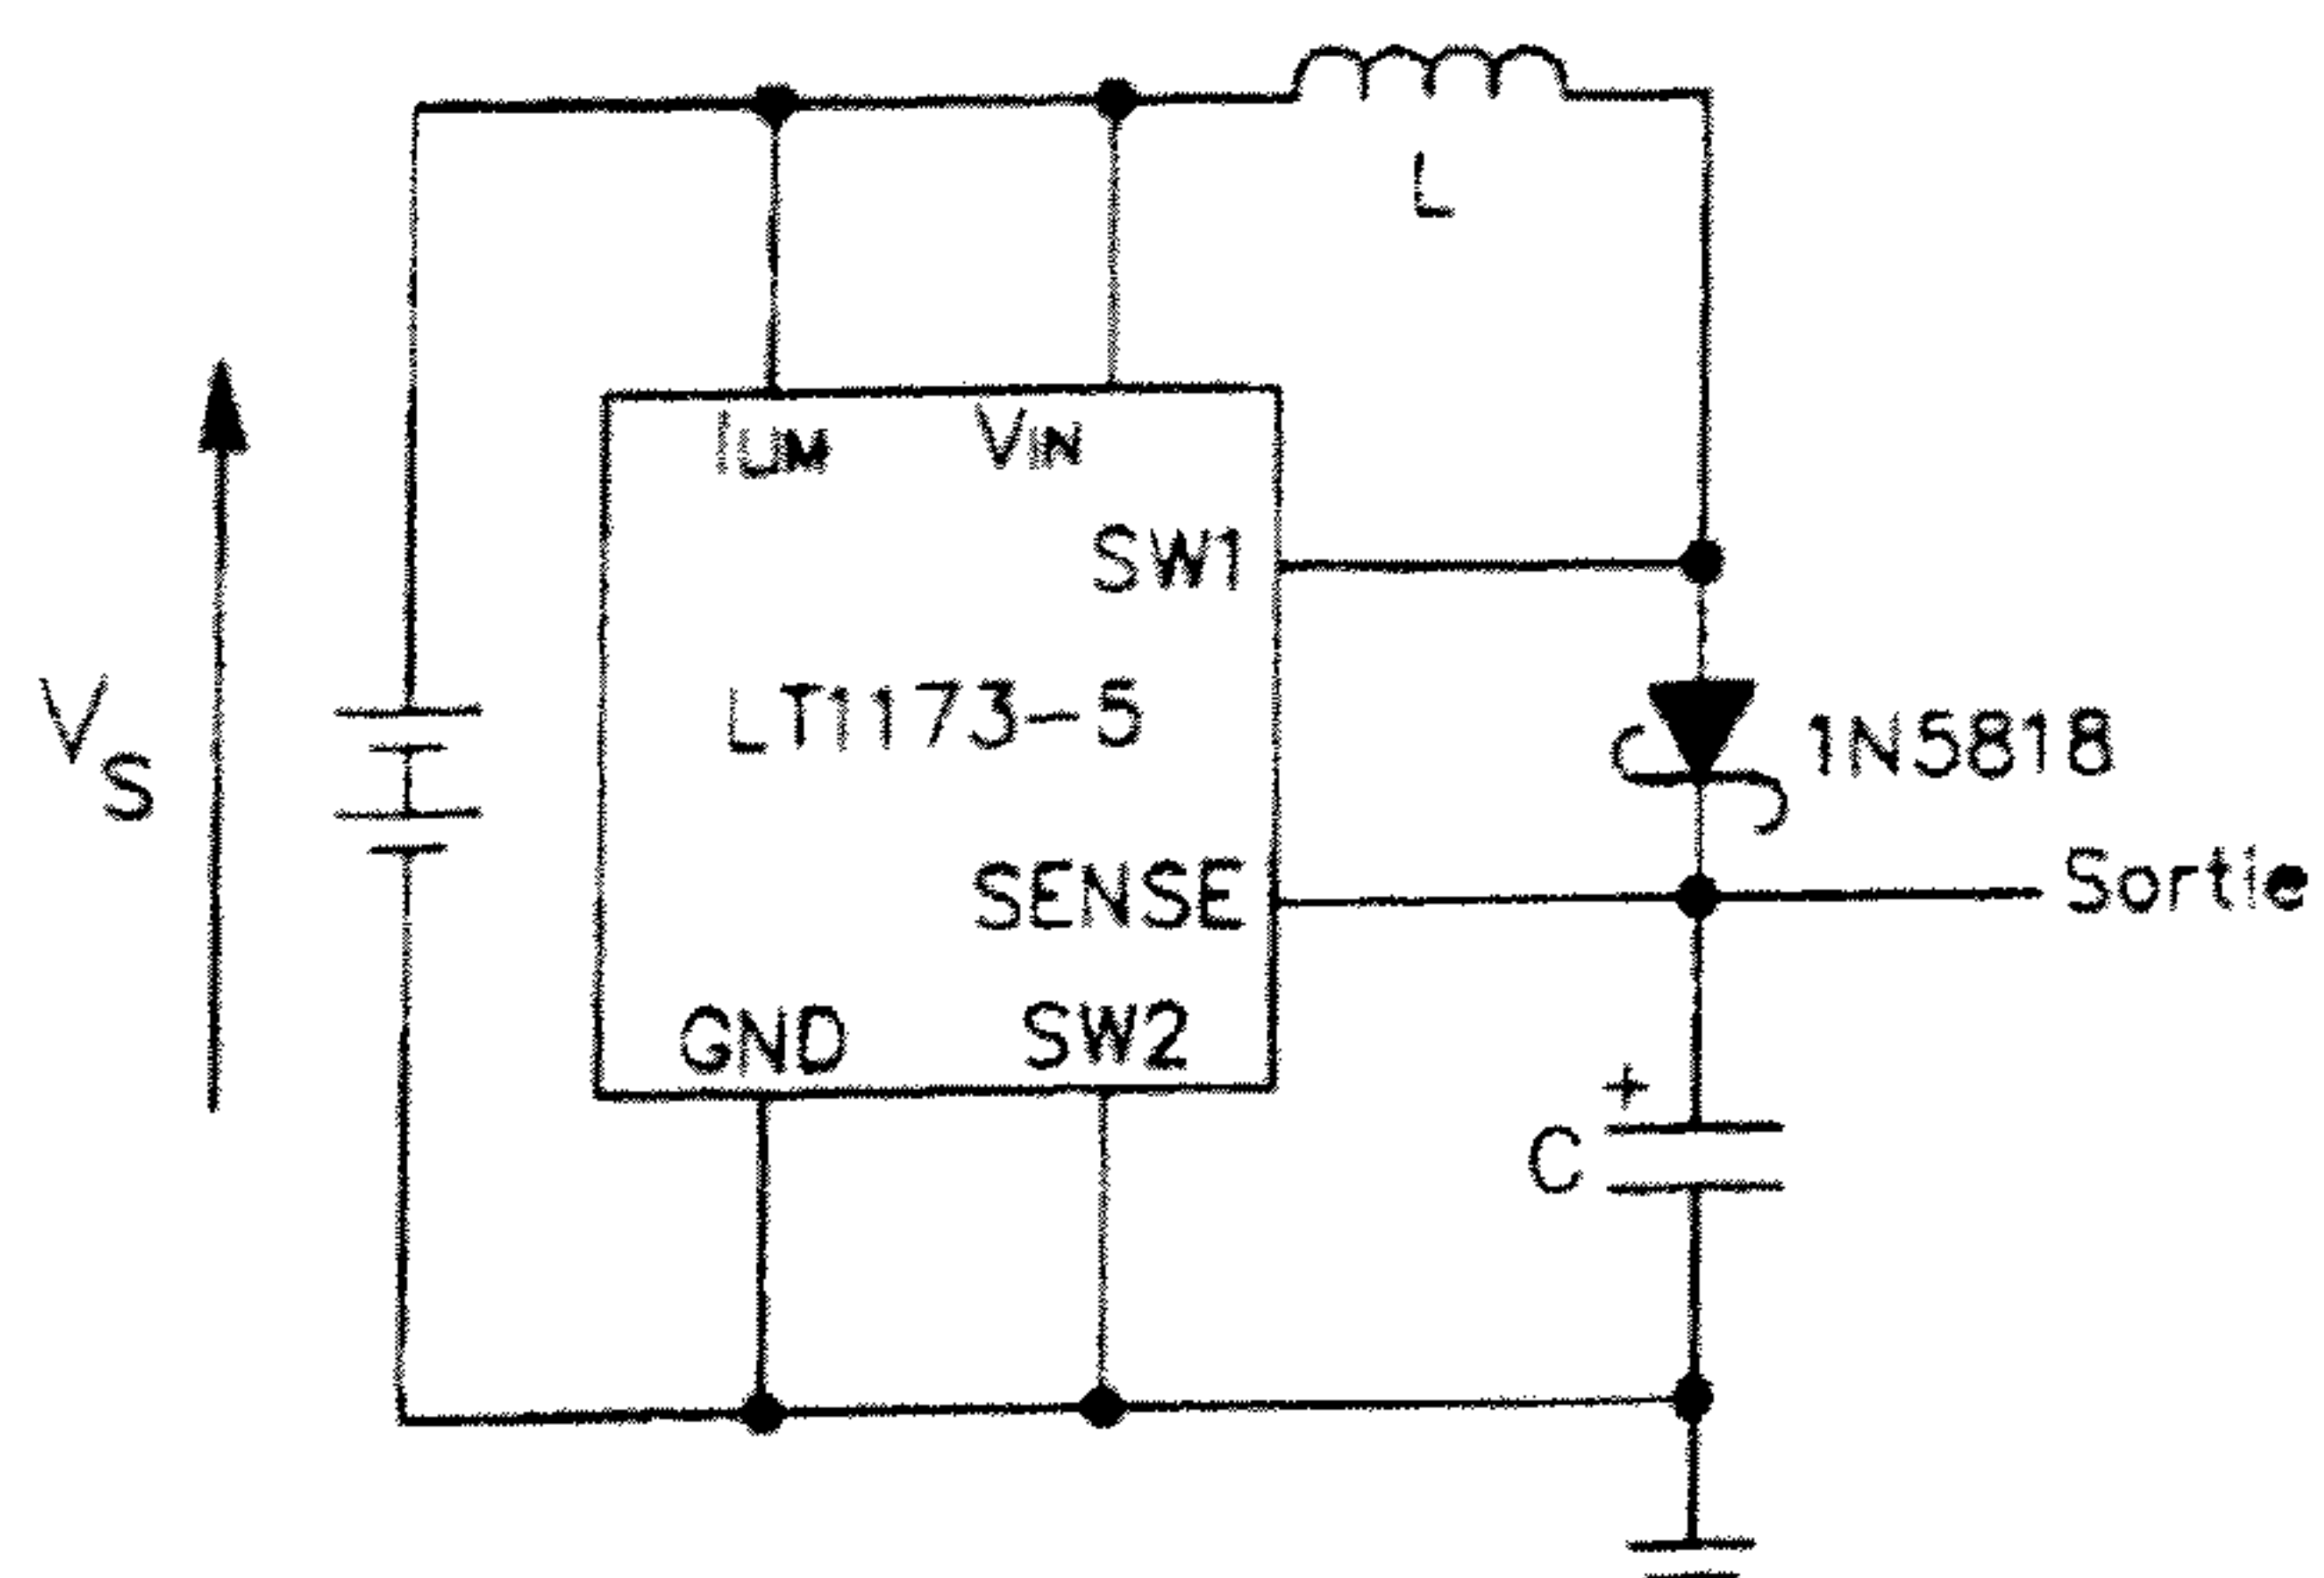 L
ILIM VIN
SW1
VS
LT1173-5
1N5818
SENSE
Sortie
GND SW2
+
C